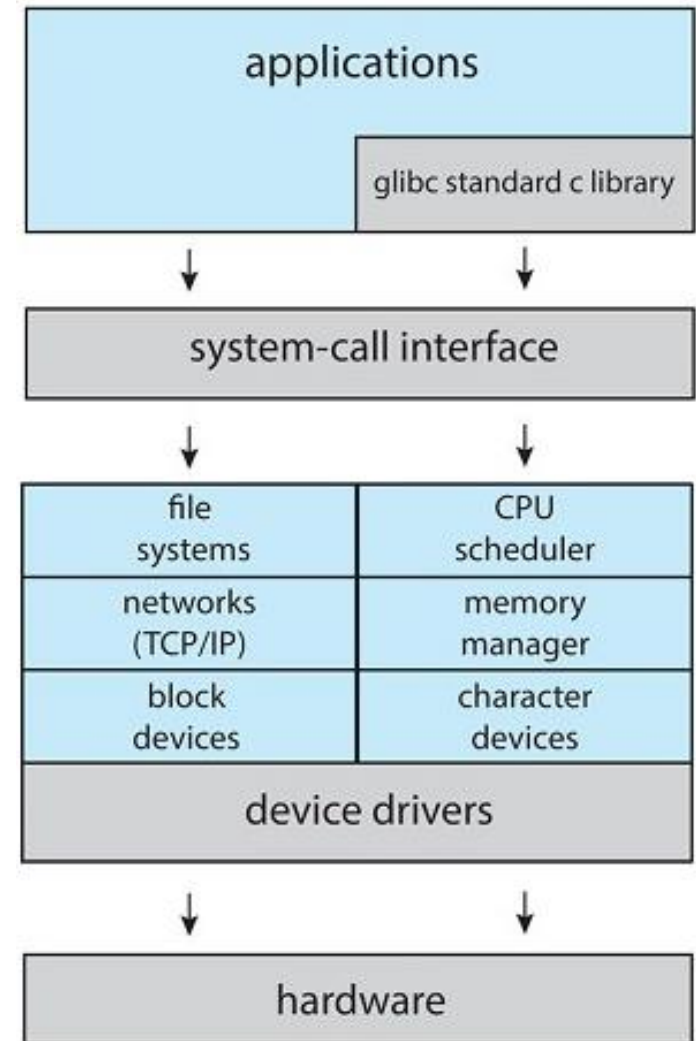 applications
glibc standard c library
system-call interface
file
systems
CPU
scheduler
networks
(TCP/IP)
memory
manager
block
devices
character
devices
device drivers
hardware